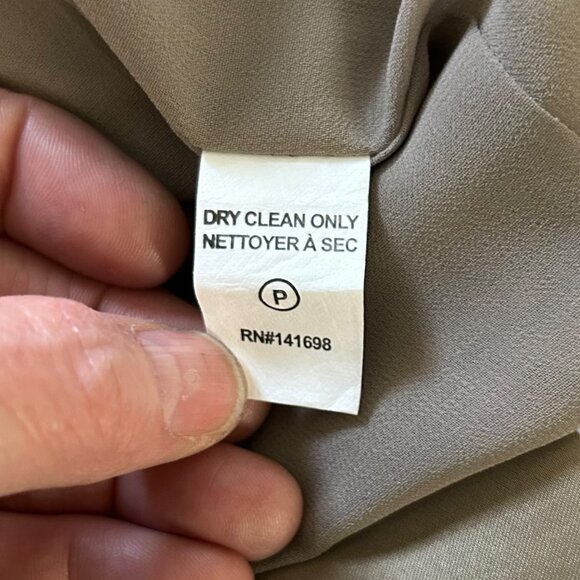 DRY CLEAN ONLY
NETTOYER À SEC
P
RN#141698